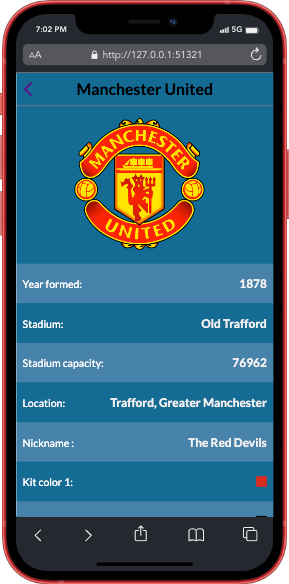 7:02 PM
5G
AA http://127.0.0.1:51321
Manchester United
MANCHESTER
UNITED
Year formed: 1878
Stadium: Old Trafford
Stadium capacity: 76962
Location: Trafford, Greater Manchester
Nickname : The Red Devils
Kit color 1: